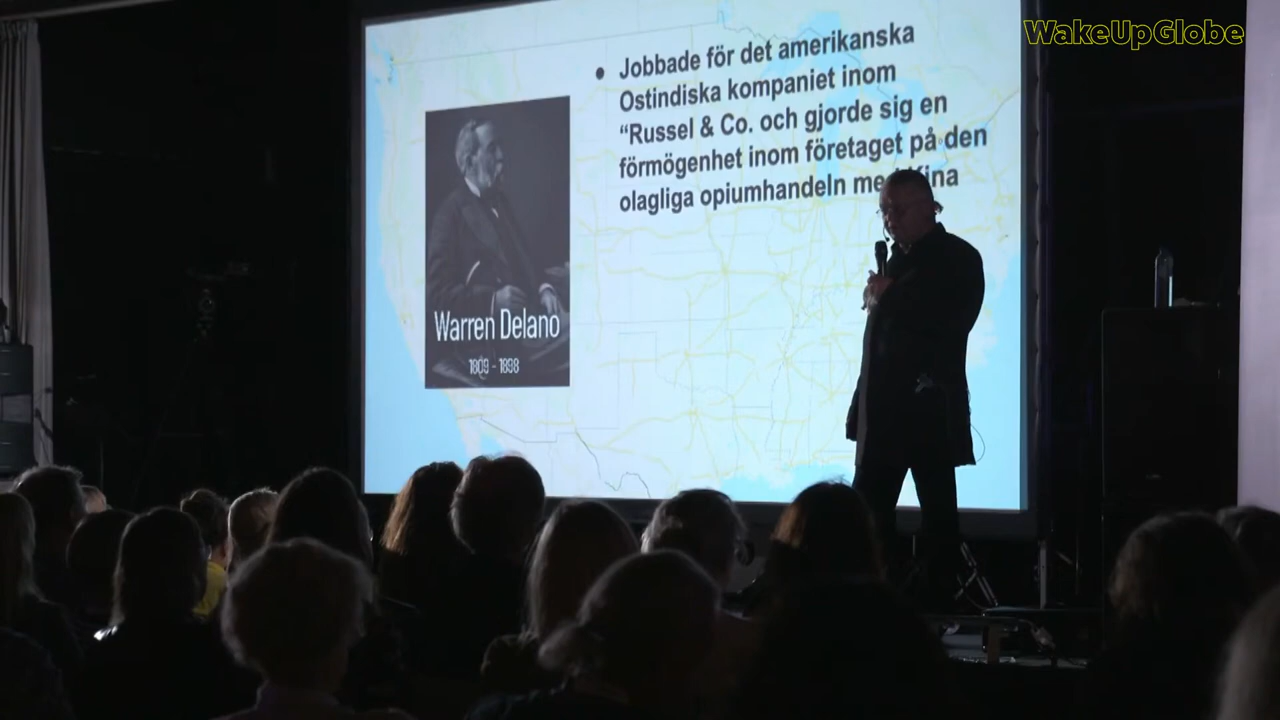 WakeUpGlobe
• Jobbade för det amerikanska
Ostindiska kompaniet inom
“Russel & Co. och gjorde sig en
förmögenhet inom företaget på den
olagliga opiumhandeln
Warren Delano
1809 - 1898